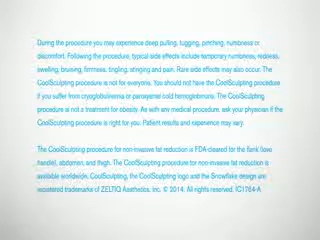 During the procedure you may experience deep pulling, tugging, pinching, numbness or
discomfort. Following the procedure, typical side effects include temporary numbness, redness,
swelling, bruising, firmness, tingling, stinging and pain. Rare side effects may also occur. The
CoolSculpting procedure is not for everyone. You should not have the CoolSculpting procedure
if you suffer from cryoglobulinemia or paroxysmal cold hemoglobinuria. The CoolSculpting
procedure is not a treatment for obesity. As with any medical procedure, ask your physician if the
CoolSculpting procedure is right for you. Patient results and experience may vary.
The CoolSculpting procedure for non-invasive fat reduction is FDA-cleared for the flank (love
handle), abdomen, and thigh. The CoolSculpting procedure for non-invasive fat reduction is
available worldwide. CoolSculpting, the CoolSculpting logo and the Snowflake design are
registered trademarks of ZELTIQ Aesthetics, Inc. © 2014. All rights reserved. IC1764-A